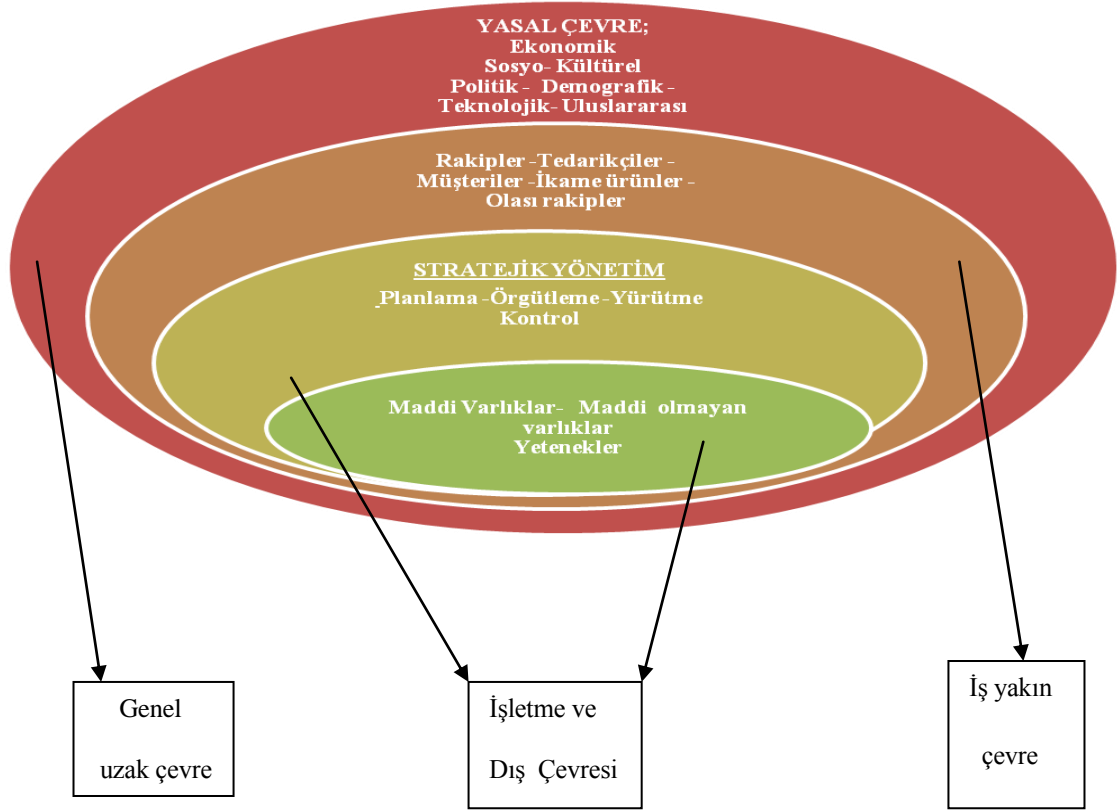 YASAL ÇEVRE;
Ekonomik
Sosyo- Kültürel
Politik - Demografik -
Teknolojik- Uluslararası
Rakipler -Tedarikçiler -
Müşteriler -İkame ürünler -
Olası rakipler
STRATEJİK YÖNETİM
Planlama -Örgütleme -Yürütme
Kontrol
Maddi Varlıklar- Maddi olmayan
varlıklar
Yetenekler
Genel
uzak çevre
İşletme ve
Dış Çevresi
İş yakın
çevre